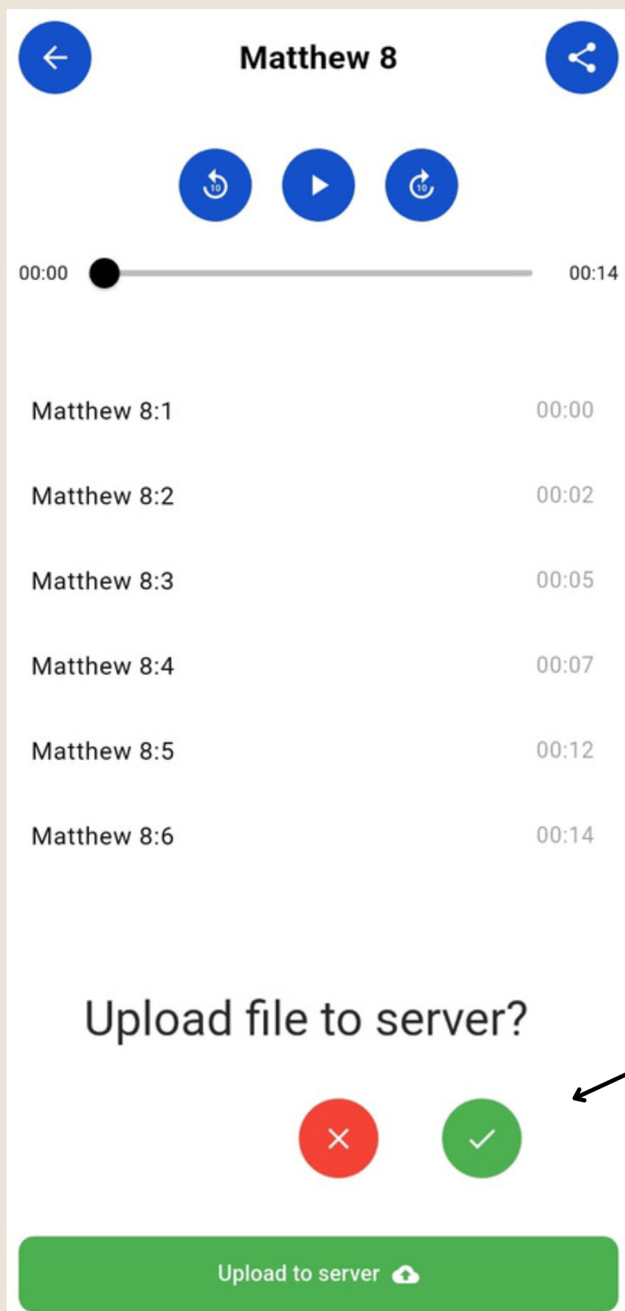 Matthew 8
10 10
00:00 00:14
Matthew 8:1 00:00
Matthew 8:2 00:02
Matthew 8:3 00:05
Matthew 8:4 00:07
Matthew 8:5 00:12
Matthew 8:6 00:14
Upload file to server?
Upload to server